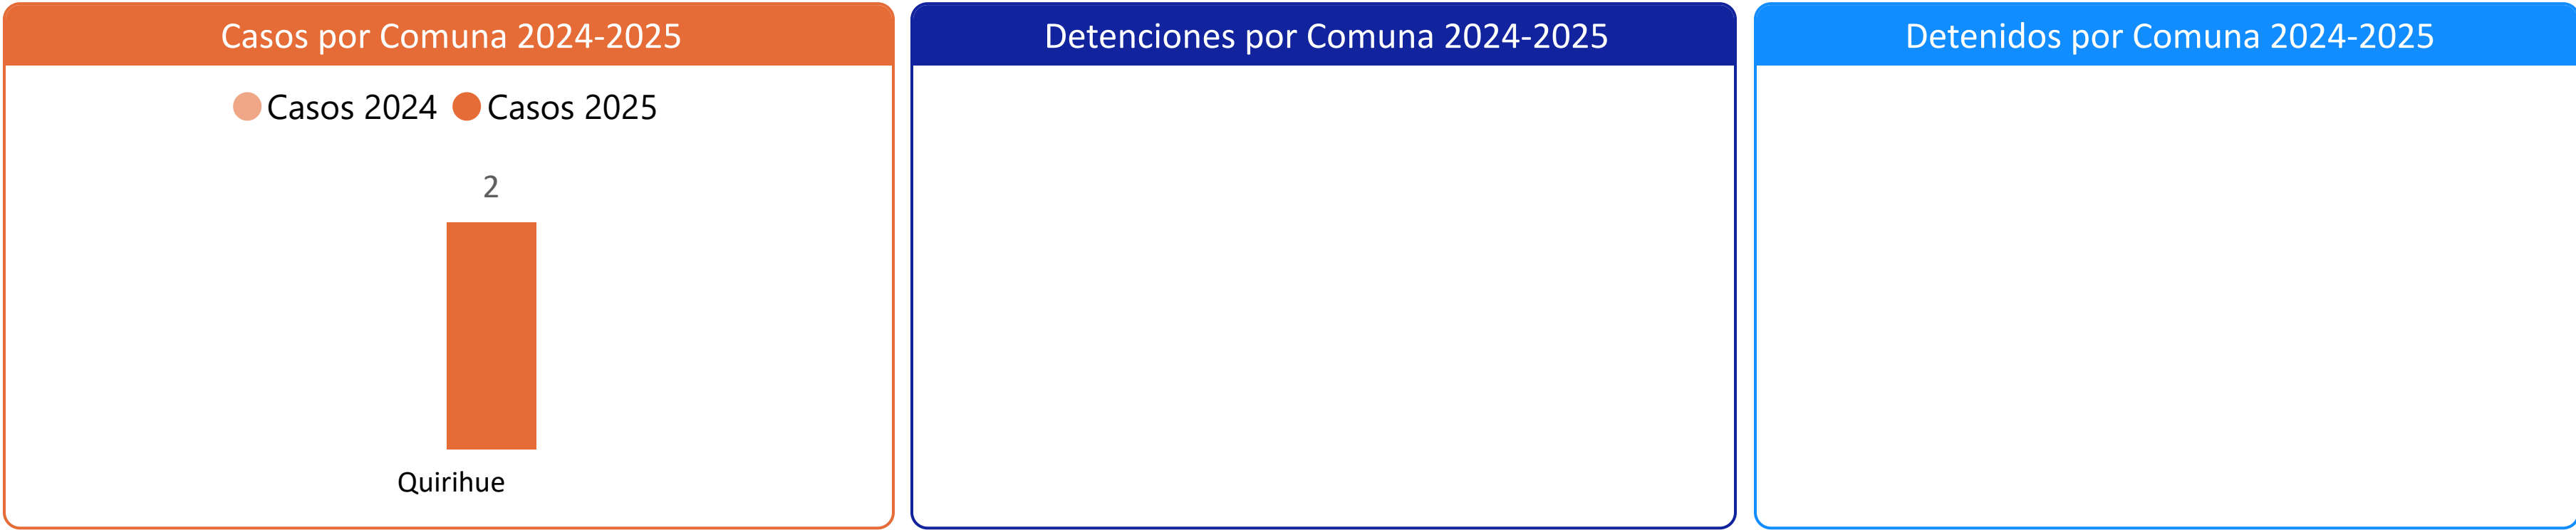 Casos por Comuna 2024-2025
Casos 2024 Casos 2025
2
Quirihue
Detenciones por Comuna 2024-2025
Detenidos por Comuna 2024-2025